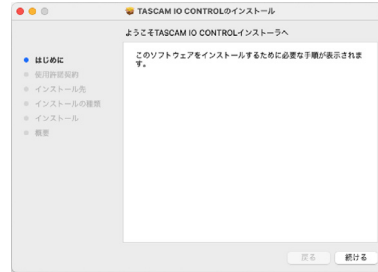 TASCAM IO CONTROLのインストール
ようこそTASCAM IO CONTROLインストーラへ
はじめに
使用許諾契約
インストール先
インストールの種類
インストール
概要
このソフトウェアをインストールするために必要な手順が表示されま
す。
戻る
続ける